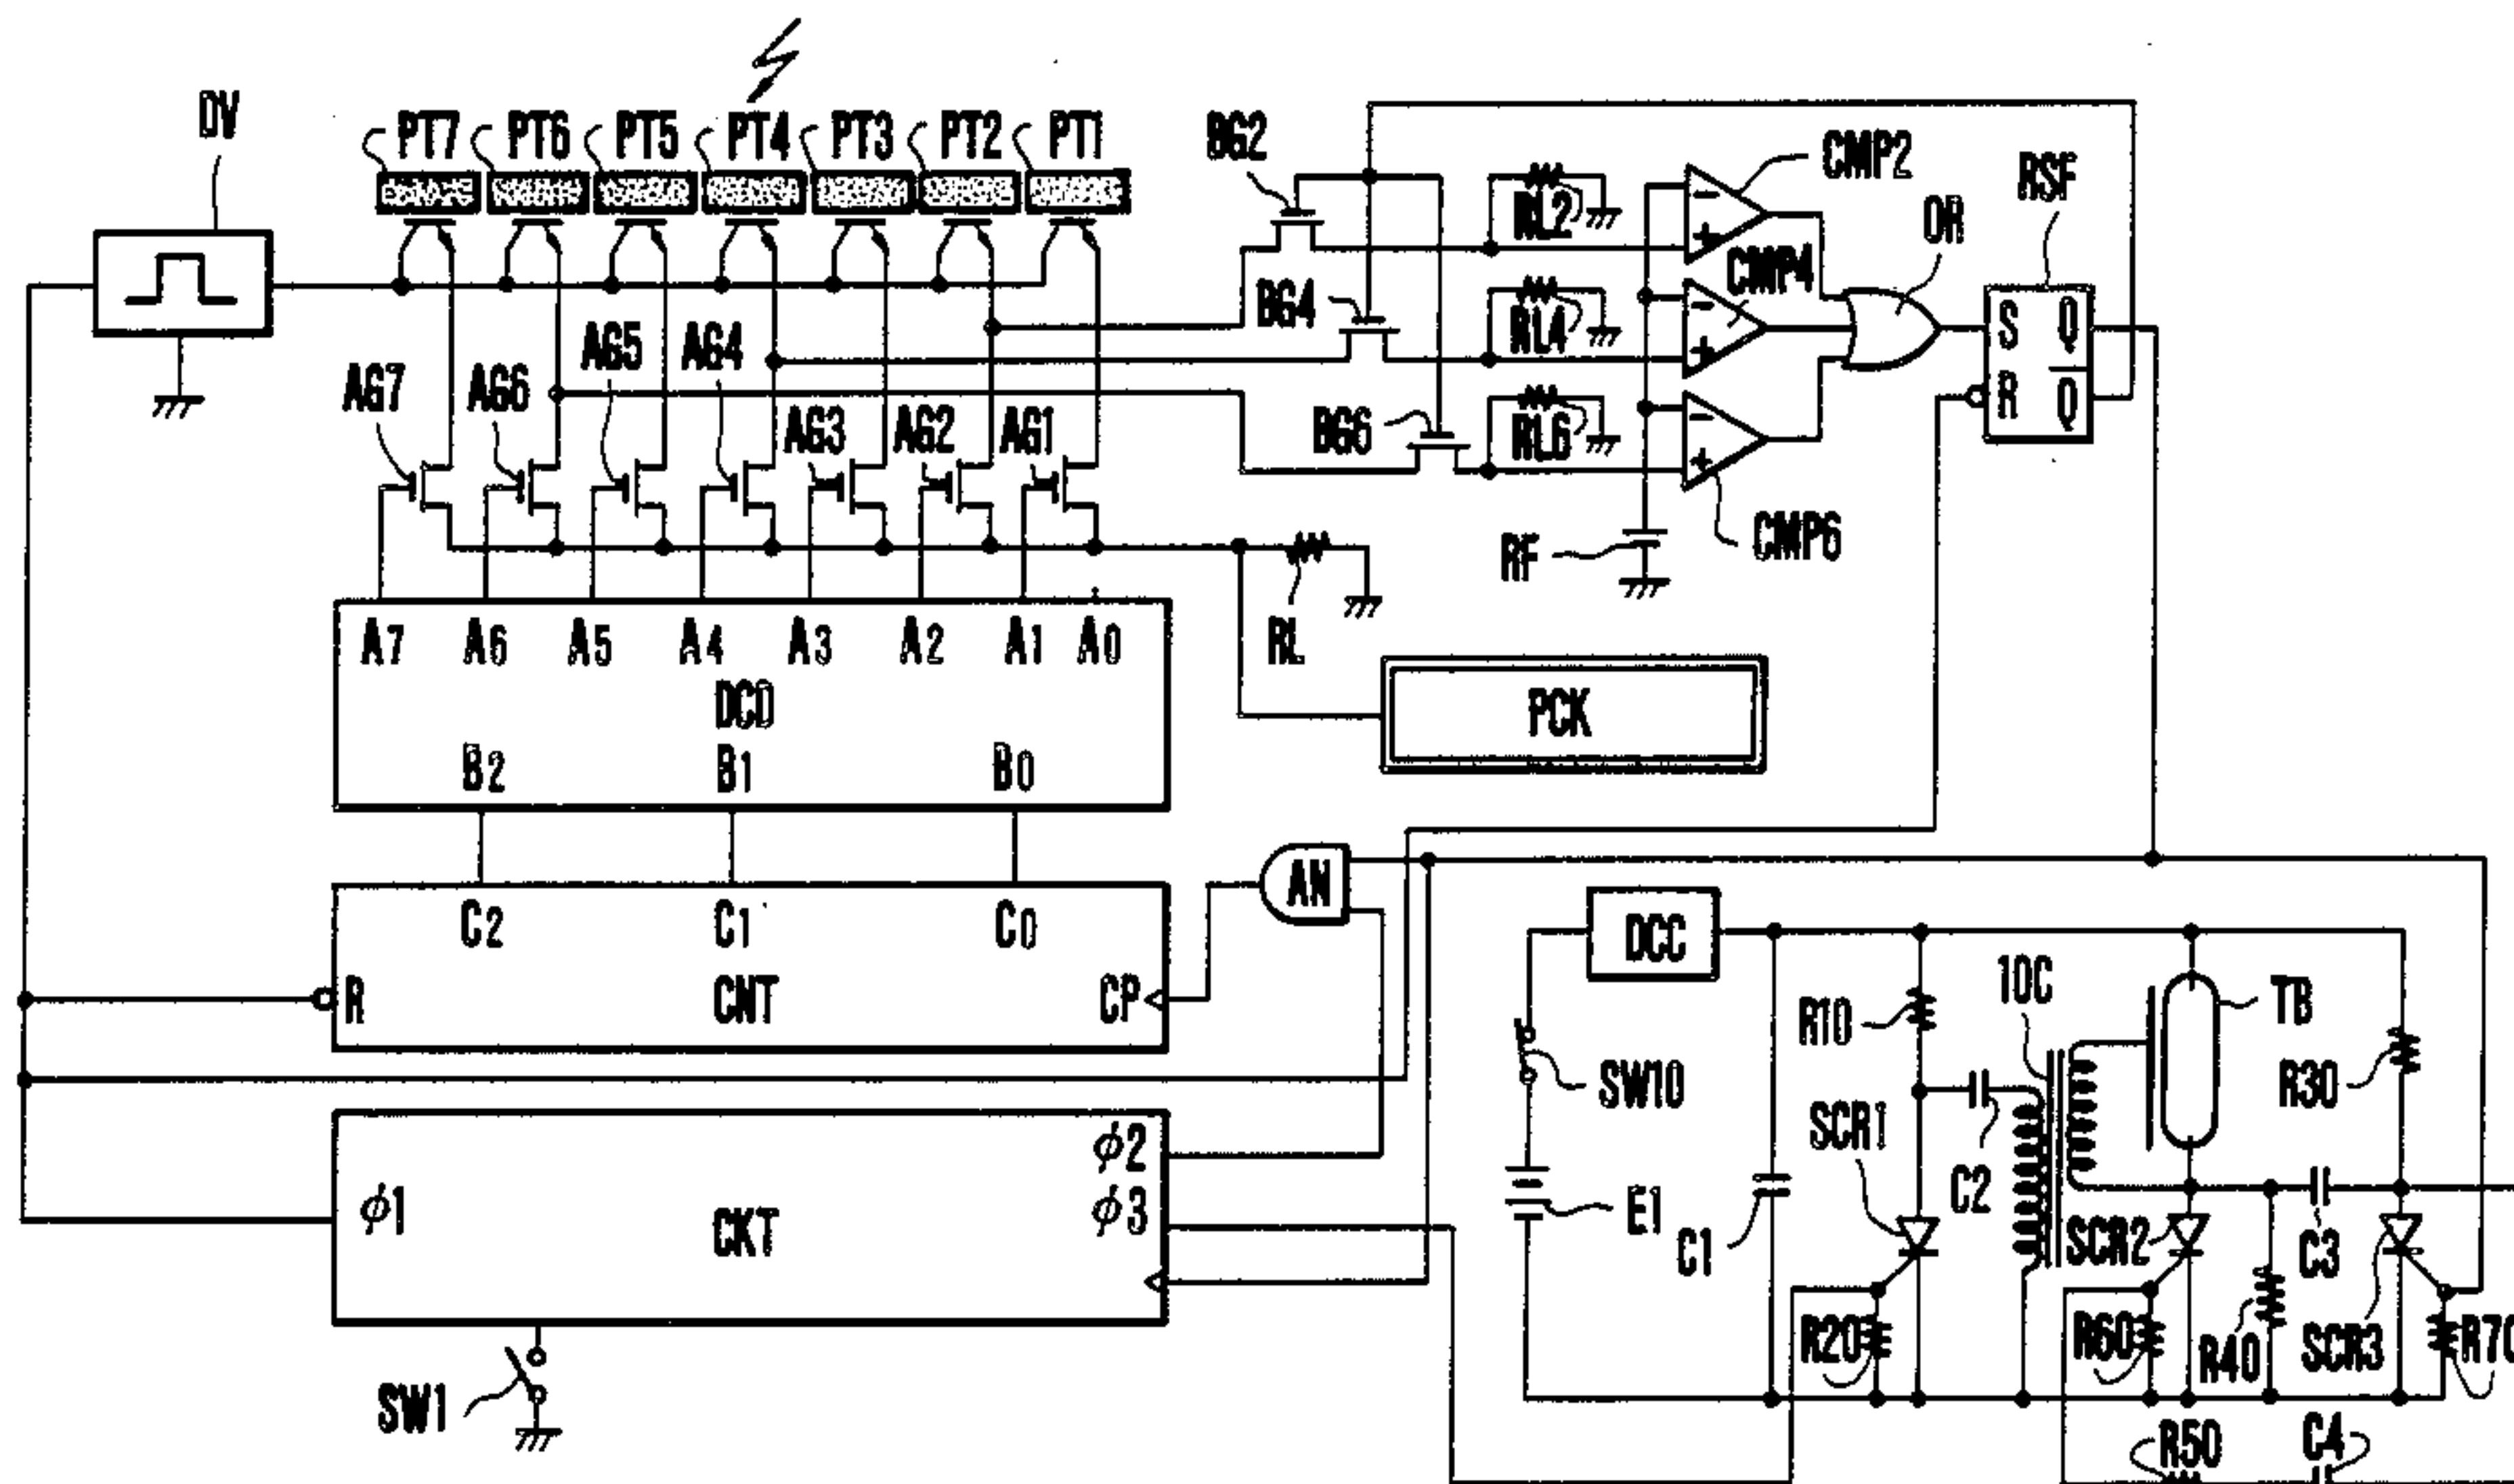 DV
PT7 PT6 PT5 PT4 PT3 PT2 PT1
BG2
RL2
CMP2
RSF
OR
CMP4
BG4
RL4
S Q
R Q
AG7 AG6 AG5 AG4 AG3 AG2 AG1
BG6
RL6
CMP6
RF
RL
A7 A6 A5 A4 A3 A2 A1 A0
DCD
B2 B1 B0
PCK
AN
C2 C1 C0
R CNT CP
DCC
R10
10C
TB
R30
SW10
SCR1
C2
φ2
φ1
φ3
CKT
E1
C1
SCR2
C3
R20
R60
R40
SCR3
R70
SW1
R50
C4